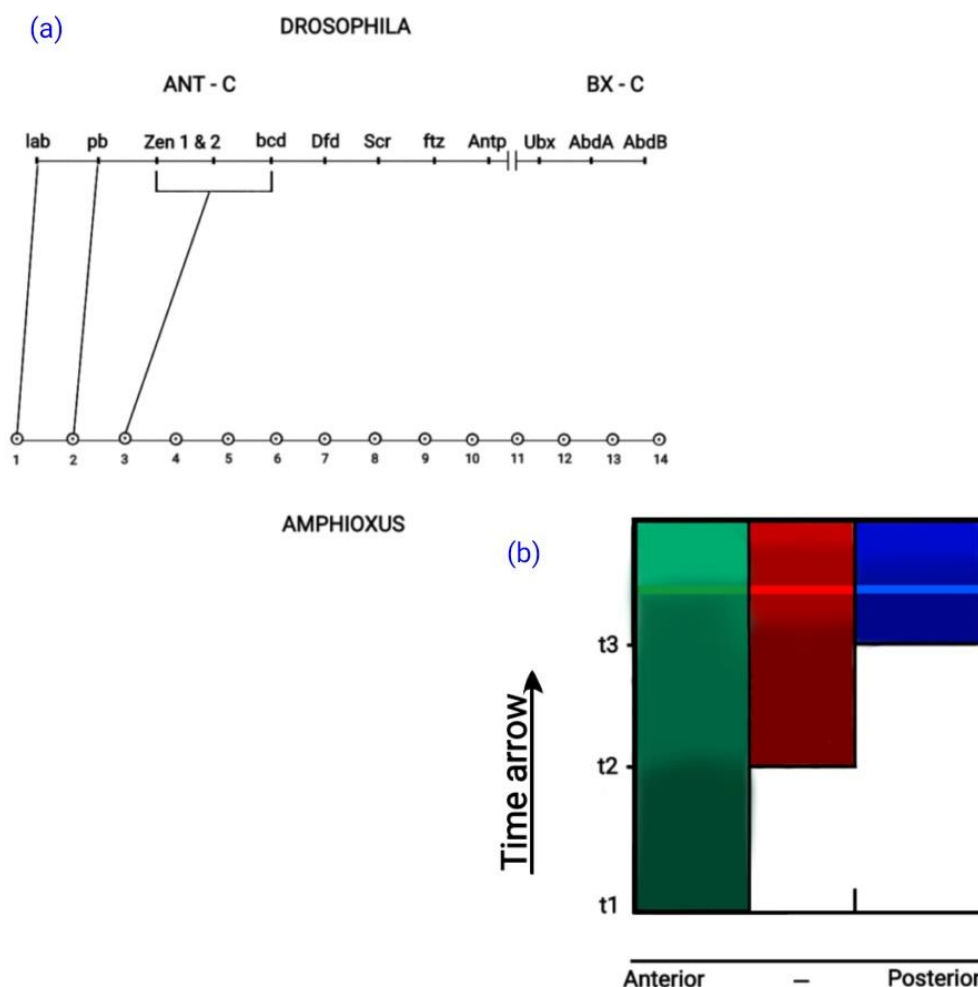 (a)
DROSOPHILA
ANT - C BX - C
lab pb Zen 1 & 2 bcd Dfd Scr ftz Antp Ubx AbdA AbdB
1 2 3 4 5 6 7 8 9 10 11 12 13 14
AMPHIOXUS
(b)
t3
t2
t1
Time arrow
Anterior – Posterior